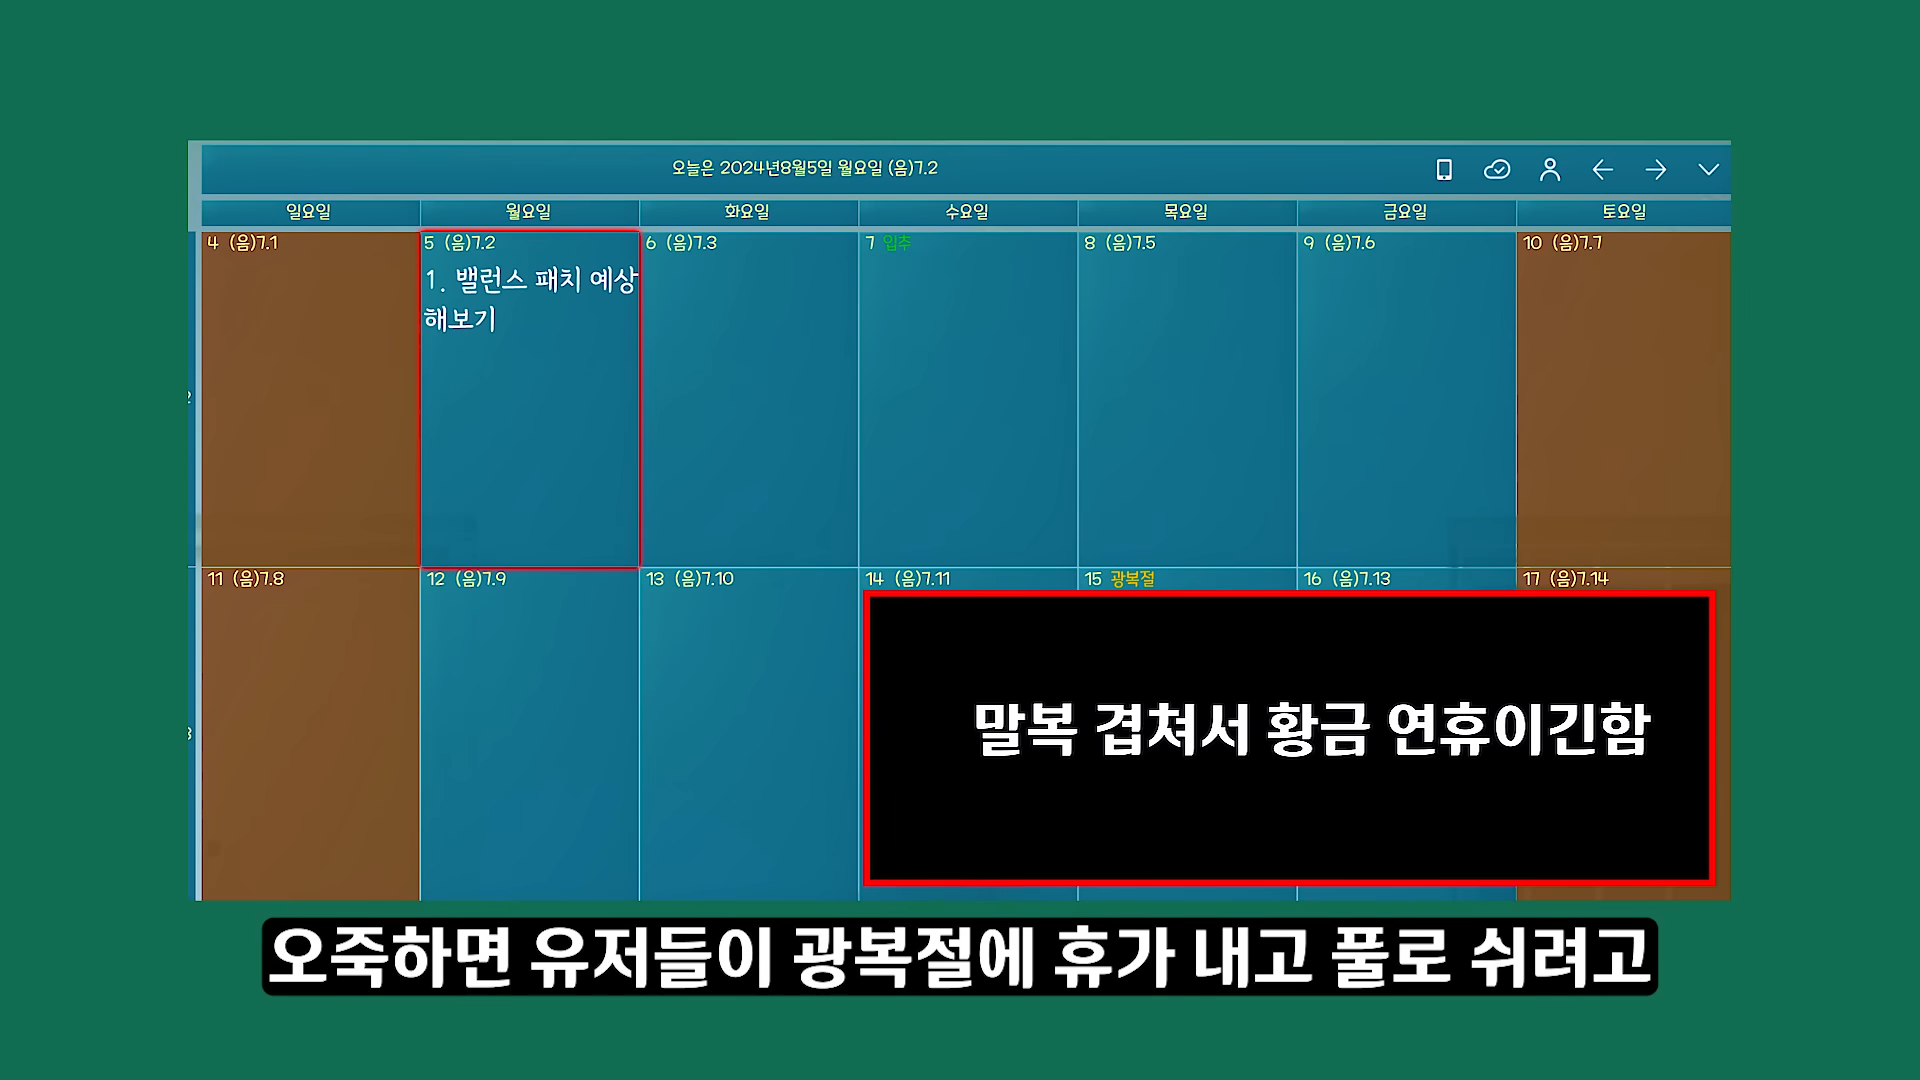 오늘은 2024년8월5일 월요일 (음)7.2
일요일 월요일 화요일 수요일 목요일 금요일 토요일
4 (음)7.1 5 (음)7.2 6 (음)7.3 7 입추 8 (음)7.5 9 (음)7.6 10 (음)7.7
1. 밸런스 패치 예상
해보기
2
11 (음)7.8 12 (음)7.9 13 (음)7.10 14 (음)7.11 15 광복절 16 (음)7.13 17 (음)7.14
말복 겹쳐서 황금 연휴이긴함
3
오죽하면 유저들이 광복절에 휴가 내고 풀로 쉬려고